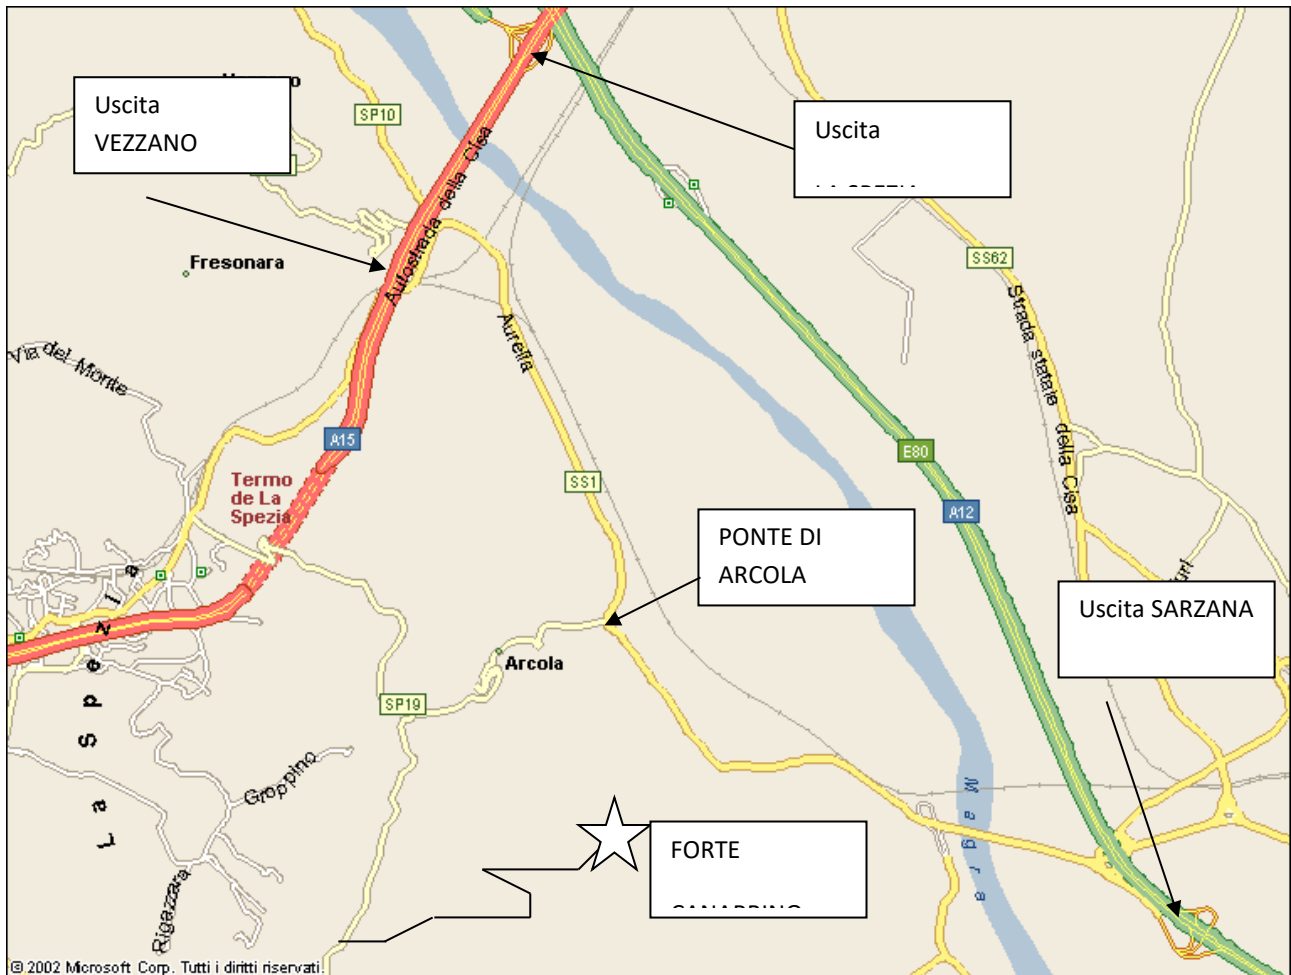 Uscita
VEZZANO
SP10
Uscita
LA SPEZIA
Autostrada della Cisa
Fresonara
SS62
Strada statale della Cisa
Via del Monte
Aurelia
A15
E80
Termo
de La
Spezia
SS1
A12
PONTE DI
ARCOLA
Uscita SARZANA
Arcola
SP19
La Spezia
Groppino
Magra
FORTE
Rigazzara
© 2002 Microsoft Corp. Tutti i diritti riservati.